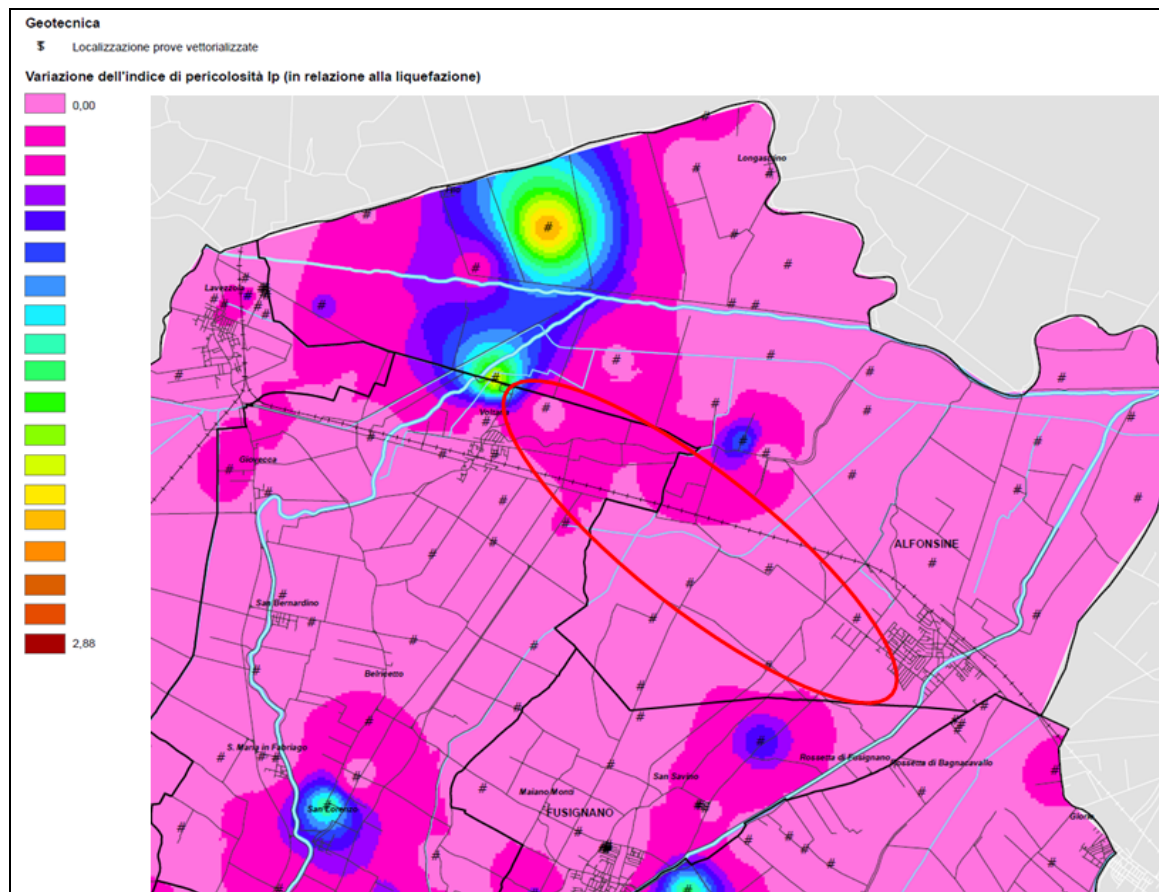 Geotecnica
Localizzazione prove vettorializzate
Variazione dell'indice di pericolosità Ip (in relazione alla liquefazione)
0,00
2,88
Longastrino
Lavezzola
Voltana
Giovecca
ALFONSINE
San Bernardino
Belricetto
S. Maria in Fabriago
San Lorenzo
Maiano Monti
FUSIGNANO
San Savino
Rossetta di Fusignano
Rossetta di Bagnacavallo
Glorie